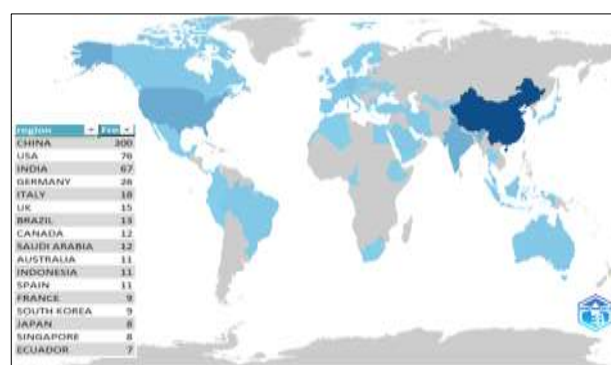 region Fre
CHINA 300
USA 76
INDIA 67
GERMANY 26
ITALY 18
UK 15
BRAZIL 13
CANADA 12
SAUDI ARABIA 12
AUSTRALIA 11
INDONESIA 11
SPAIN 11
FRANCE 9
SOUTH KOREA 9
JAPAN 8
SINGAPORE 8
ECUADOR 7